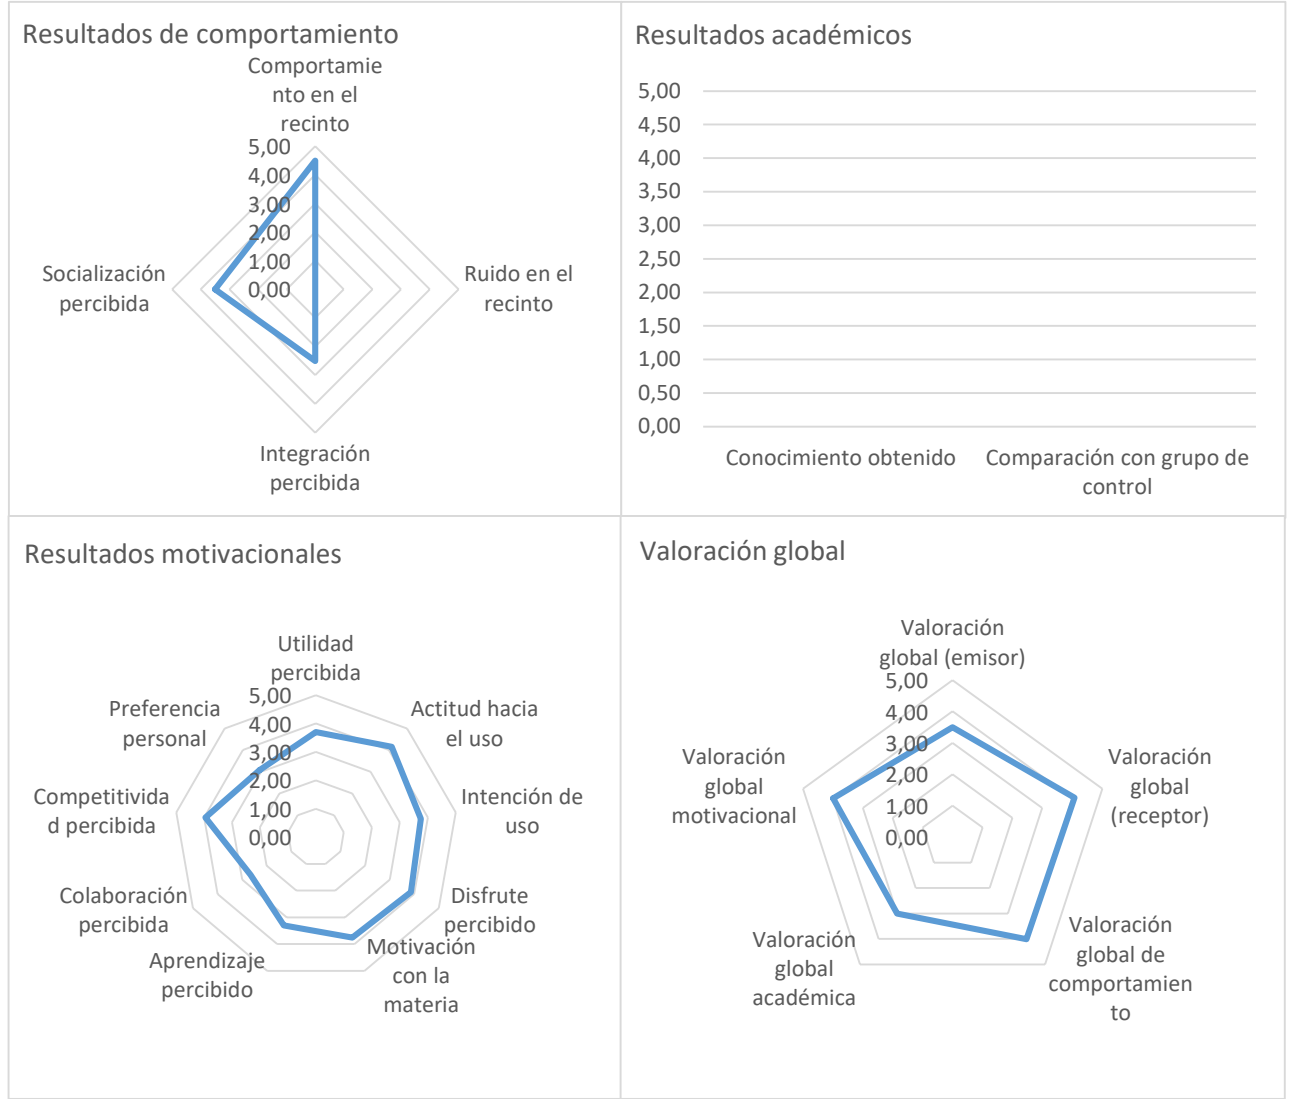 Resultados de comportamiento
Comportamie
nto en el
recinto
5,00
4,00
3,00
2,00
1,00
0,00
Socialización
percibida
Ruido en el
recinto
Integración
percibida
Resultados académicos
5,00
4,50
4,00
3,50
3,00
2,50
2,00
1,50
1,00
0,50
0,00
Conocimiento obtenido
Comparación con grupo de
control
Resultados motivacionales
Utilidad
percibida
5,00
4,00
3,00
2,00
1,00
0,00
Actitud hacia
el uso
Intención de
uso
Disfrute
percibido
Motivación
con la
materia
Aprendizaje
percibido
Colaboración
percibida
Competitivida
d percibida
Preferencia
personal
Valoración global
Valoración
global (emisor)
5,00
4,00
3,00
2,00
1,00
0,00
Valoración
global
(receptor)
Valoración
global de
comportamien
to
Valoración
global
académica
Valoración
global
motivacional